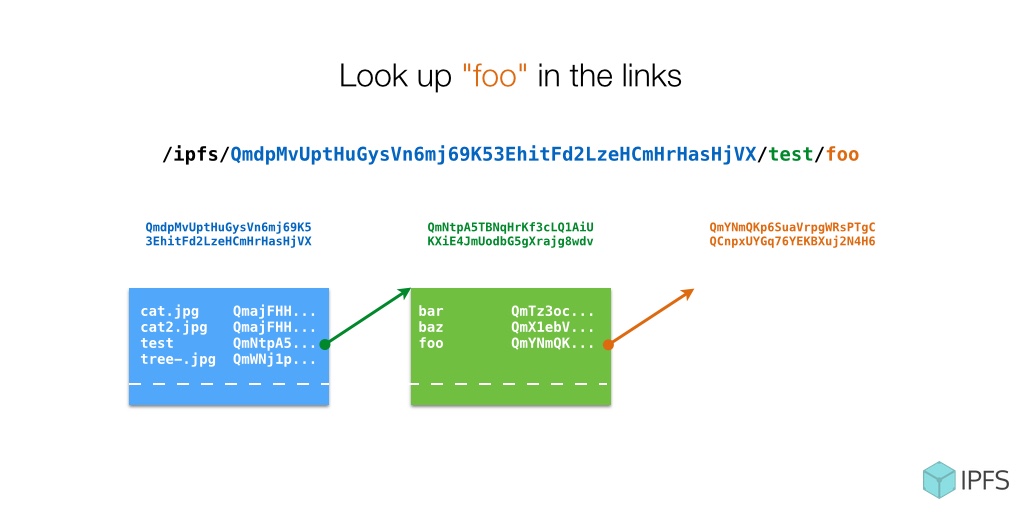 Look up "foo" in the links
/ipfs/QmdpMvUptHuGysVn6mj69K53EhitFd2LzeHCmHrHasHjVX/test/foo
QmdpMvUptHuGysVn6mj69K5
3EhitFd2LzeHCmHrHasHjVX
QmNtpA5TBNqHrKf3cLQ1AiU
KXiE4JmUodbG5gXrajg8wdv
QmYNmQKp6SuaVrpgWRsPTgC
QCnpxUYGq76YEKBXuj2N4H6
cat.jpg QmajFHH...
cat2.jpg QmajFHH...
test QmNtpA5...
tree-.jpg QmWNj1p...
bar QmTz3oc...
baz QmX1ebV...
foo QmYNmQK...
IPFS